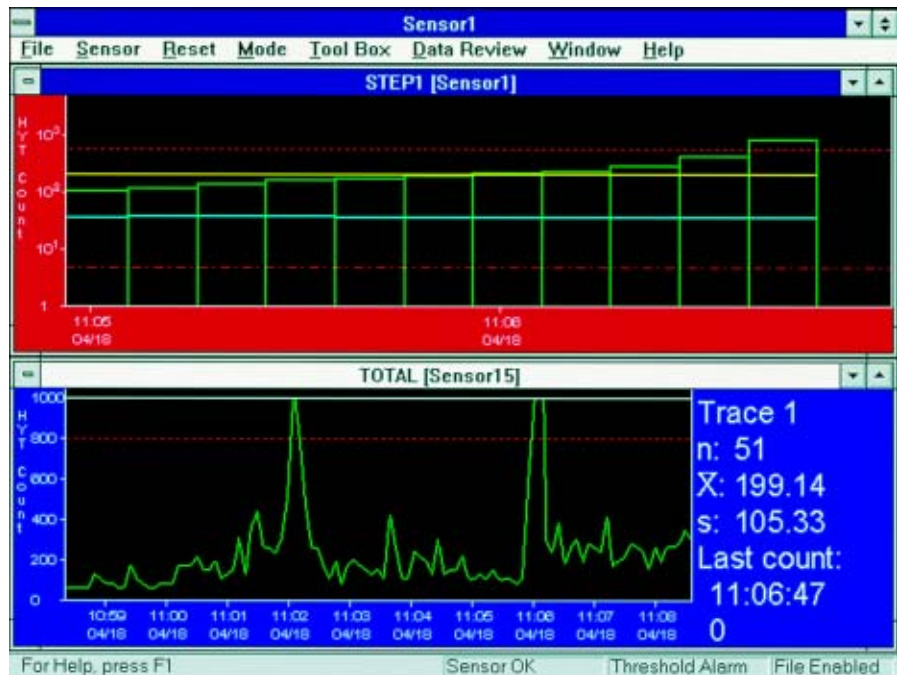 Sensor1
File Sensor Reset Mode Tool Box Data Review Window Help
STEP1 [Sensor1]
HYT Count
10³
10²
10¹
1
11:05 11:08
04/18 04/18
TOTAL [Sensor15]
HYT Count
1000
800
600
400
200
0
10:59 11:00 11:01 11:02 11:03 11:04 11:05 11:06 11:07 11:08
04/18 04/18 04/18 04/18 04/18 04/18 04/18 04/18 04/18 04/18
Trace 1
n: 51
X̄: 199.14
s: 105.33
Last count:
11:06:47
0
For Help, press F1 Sensor OK Threshold Alarm File Enabled